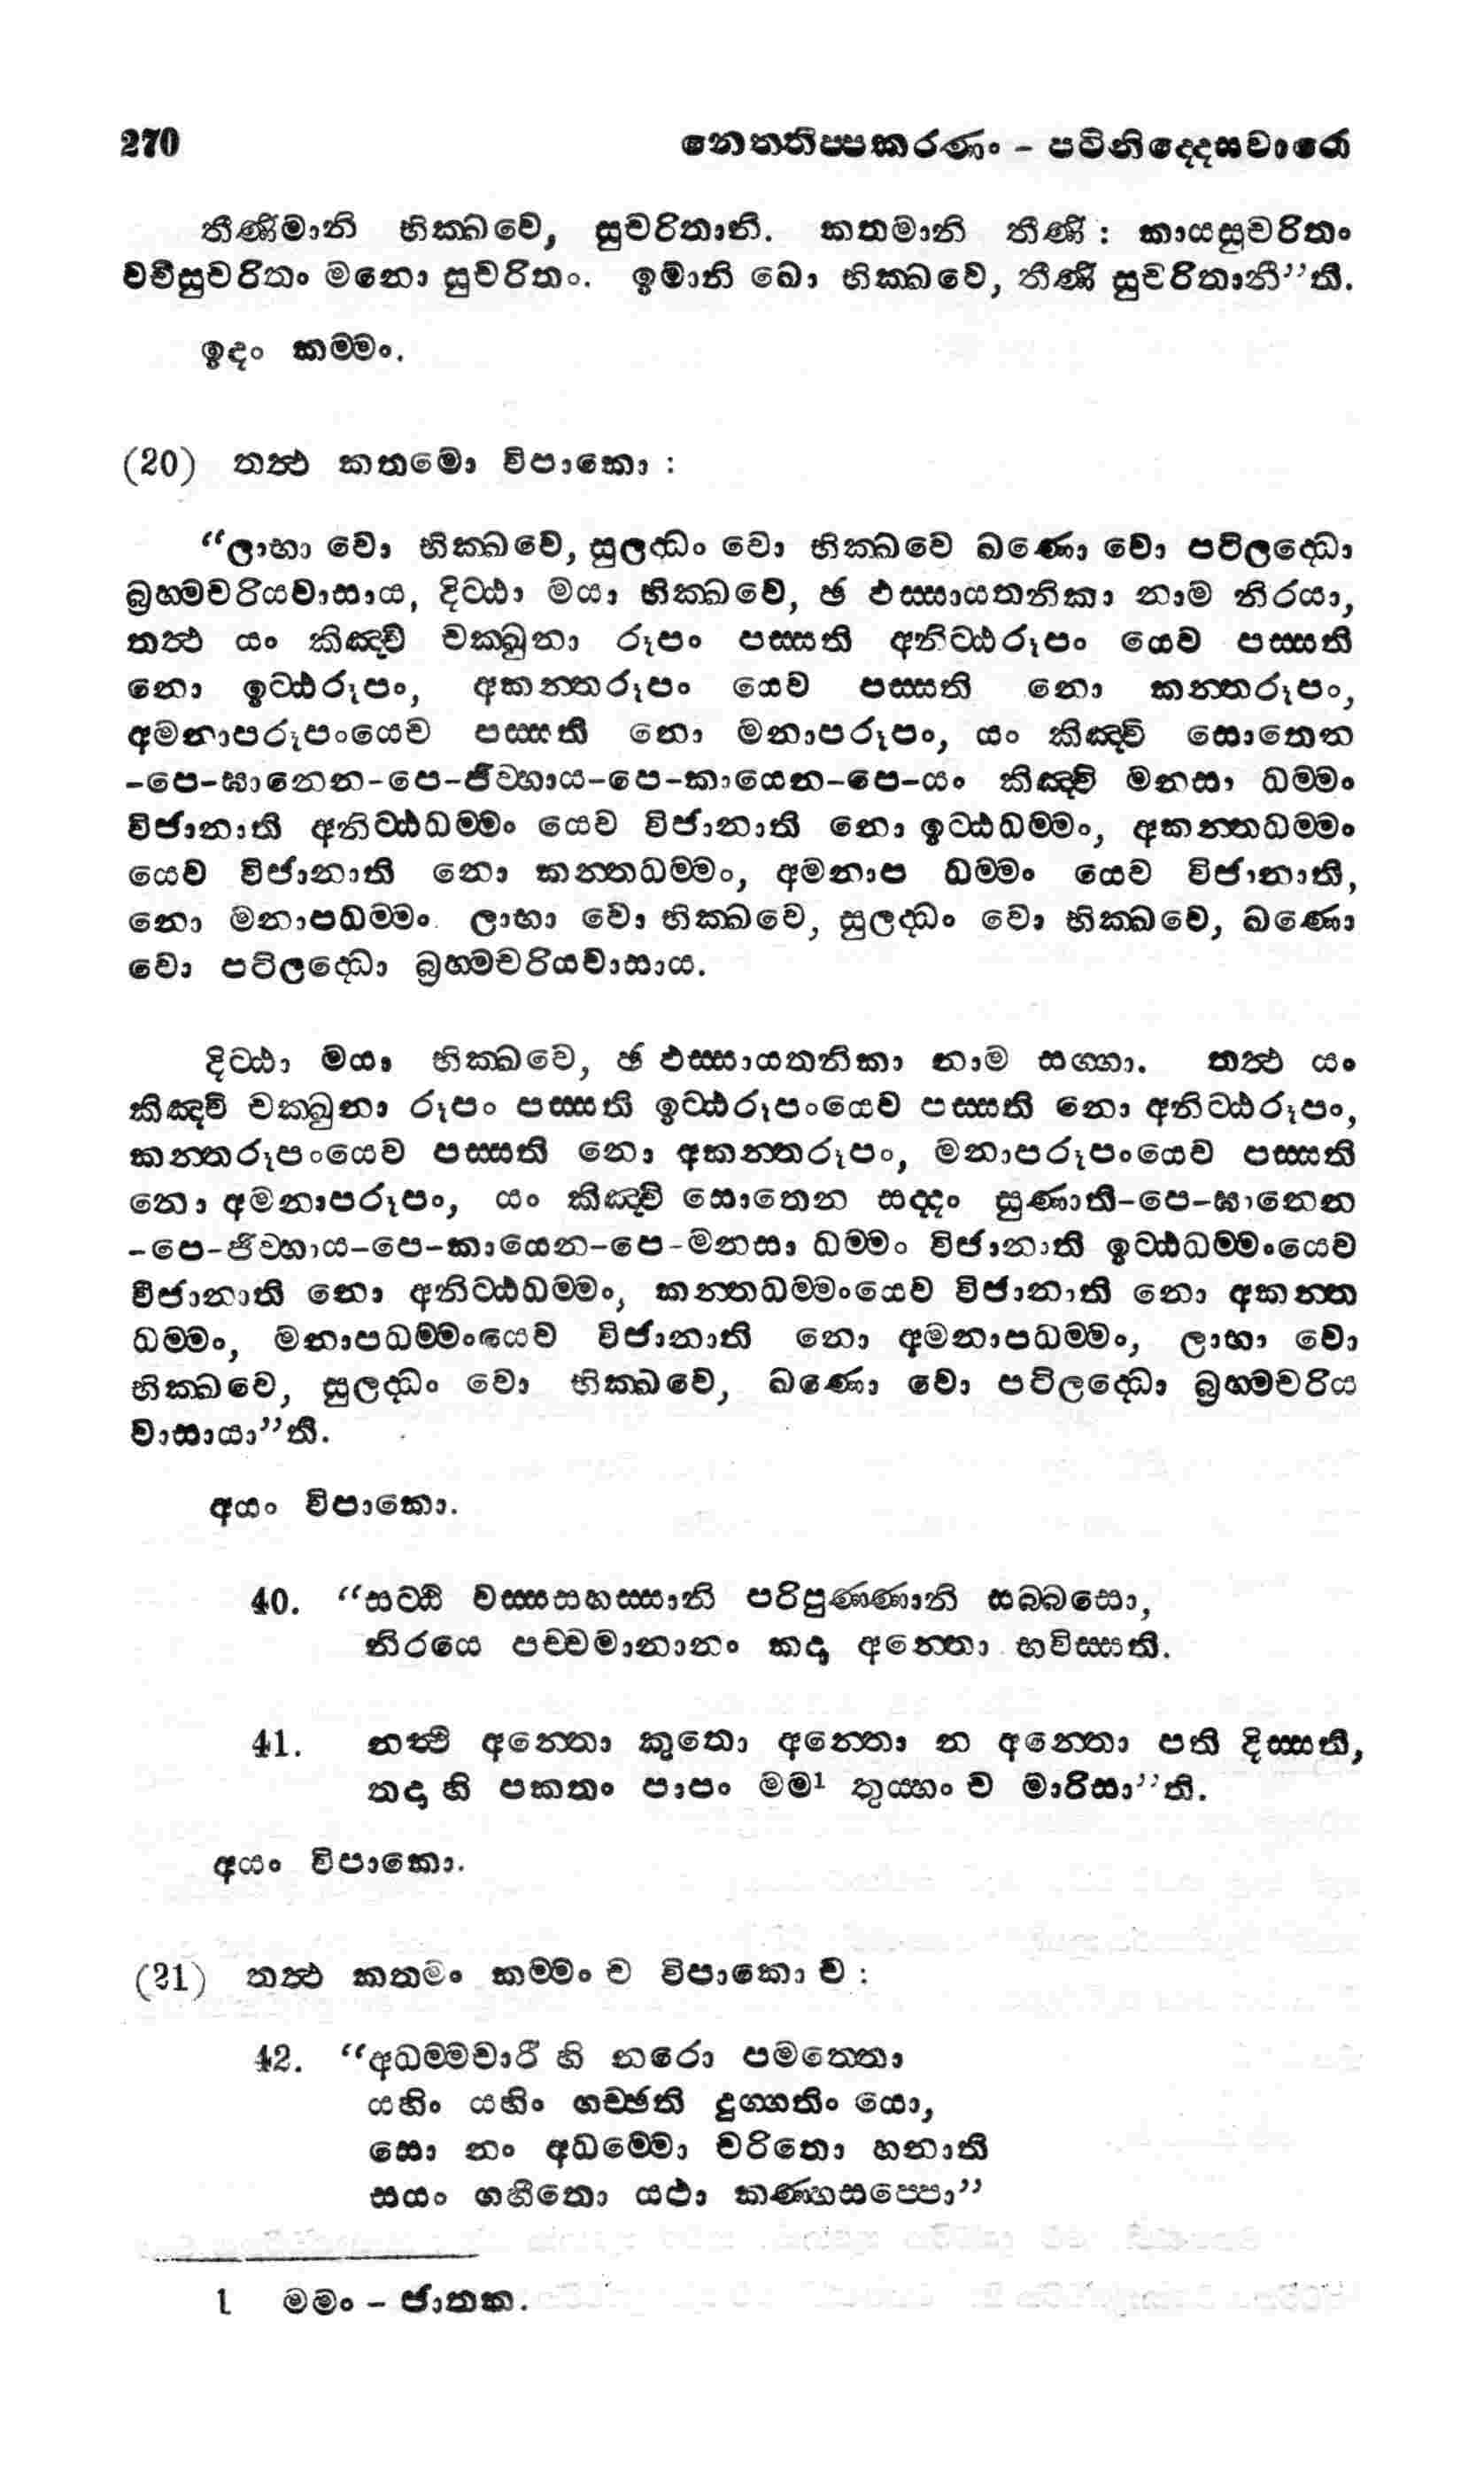 270 නෙත්තිප්පකරණං - පටිනිද්දෙසවාරො
තීණිමානි භික්ඛවෙ, සුචරිතානි. කතමානි තීණි : කායසුචරිතං
වචීසුචරිතං මනො සුචරිතං. ඉමානි ඛො භික්ඛවෙ, තීණි සුචරිතානී”ති.
ඉදං කම්මං.
(20) තත්ථ කතමො විපාකො :
“ලාභා වො භික්ඛවෙ, සුලද්ධං වො භික්ඛවෙ ඛණො වො පටිලද්ධො
බ්‍රහ්මචරියවාසාය, දිට්ඨා මයා භික්ඛවෙ, ඡ ඵස්සායතනිකා නාම නිරයා,
තත්ථ යං කිඤ්චි චක්ඛුනා රූපං පස්සති අනිට්ඨරූපං යෙව පස්සති
නො ඉට්ඨරූපං, අකන්තරූපං යෙව පස්සති නො කන්තරූපං,
අමනාපරූපංයෙව පස්සති නො මනාපරූපං, යං කිඤ්චි සොතෙන
-පෙ-ඝානෙන-පෙ-ජිව්හාය-පෙ-කායෙන-පෙ-යං කිඤ්චි මනසා ධම්මං
විජානාති අනිට්ඨධම්මං යෙව විජානාති නො ඉට්ඨධම්මං, අකන්තධම්මං
යෙව විජානාති නො කන්තධම්මං, අමනාප ධම්මං යෙව විජානාති,
නො මනාපධම්මං. ලාභා වො භික්ඛවෙ, සුලද්ධං වො භික්ඛවෙ, ඛණො
වො පටිලද්ධො බ්‍රහ්මචරියවාසාය.
දිට්ඨා මයා භික්ඛවෙ, ඡ ඵස්සායතනිකා නාම සග්ගා. තත්ථ යං
කිඤ්චි චක්ඛුනා රූපං පස්සති ඉට්ඨරූපංයෙව පස්සති නො අනිට්ඨරූපං,
කන්තරූපංයෙව පස්සති නො අකන්තරූපං, මනාපරූපංයෙව පස්සති
නො අමනාපරූපං, යං කිඤ්චි සොතෙන සද්දං සුණාති-පෙ-ඝානෙන
-පෙ-ජිව්හාය-පෙ-කායෙන-පෙ-මනසා ධම්මං විජානාති ඉට්ඨධම්මංයෙව
විජානාති නො අනිට්ඨධම්මං, කන්තධම්මංයෙව විජානාති නො අකන්ත
ධම්මං, මනාපධම්මංයෙව විජානාති නො අමනාපධම්මං, ලාභා වො
භික්ඛවෙ, සුලද්ධං වො භික්ඛවෙ, ඛණො වො පටිලද්ධො බ්‍රහ්මචරිය
වාසායා”ති.
අයං විපාකො.
40. “සට්ඨි වස්සසහස්සානි පරිපුණ්ණානි සබ්බසො,
නිරයෙ පච්චමානානං කදා අන්තො භවිස්සති.
41. නත්ථි අන්තො කුතො අන්තො න අන්තො පති දිස්සති,
තදා හි පකතං පාපං මම¹ තුය්හං ච මාරිසා”ති.
අයං විපාකො.
(21) තත්ථ කතමං කම්මං ච විපාකො ච :
42. “අධම්මචාරී හි නරො පමත්තො
යහිං යහිං ගච්ඡති දුග්ගතිං යො,
සො නං අධම්මො චරිතො හනාති
සයං ගහීතො යථා කණ්හසප්පො”
1 මමං - ජාතක.